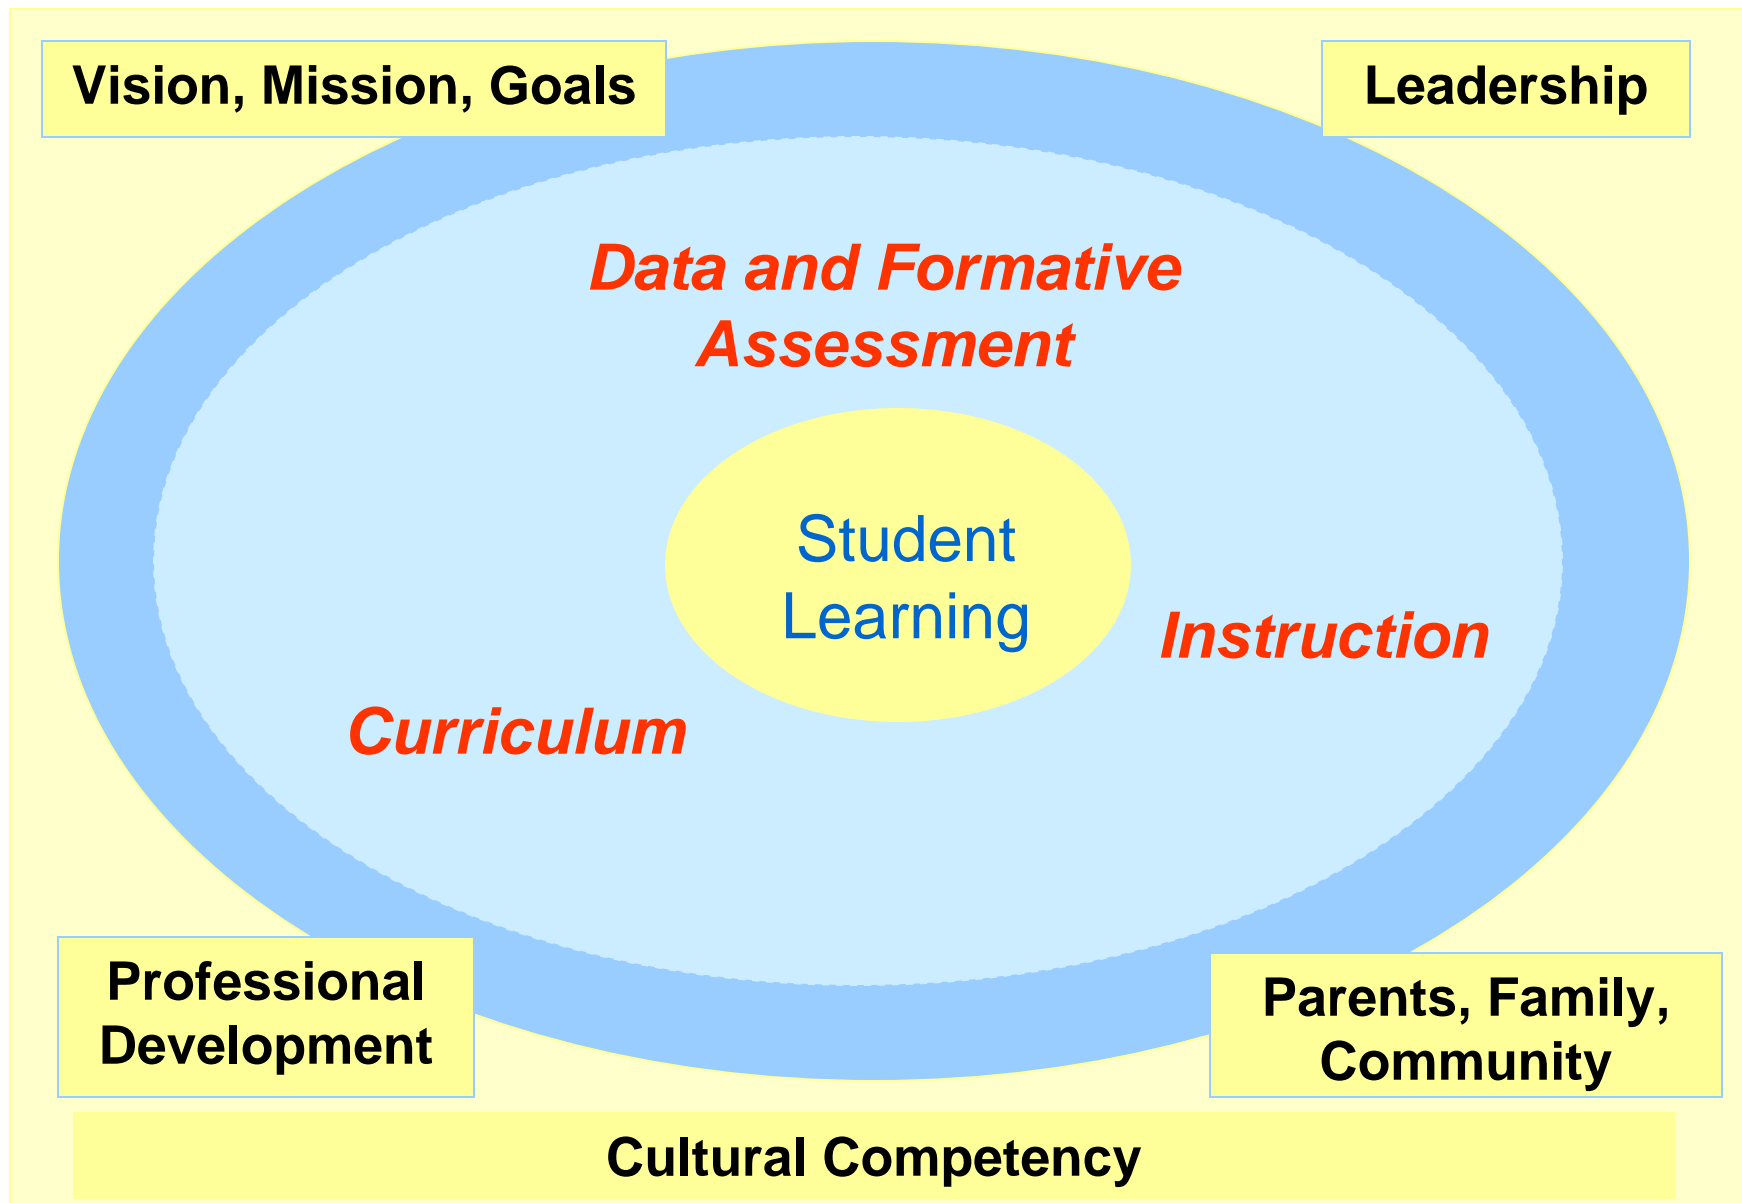 Vision, Mission, Goals
Leadership
Data and Formative
Assessment
Student
Learning
Instruction
Curriculum
Professional
Development
Parents, Family,
Community
Cultural Competency